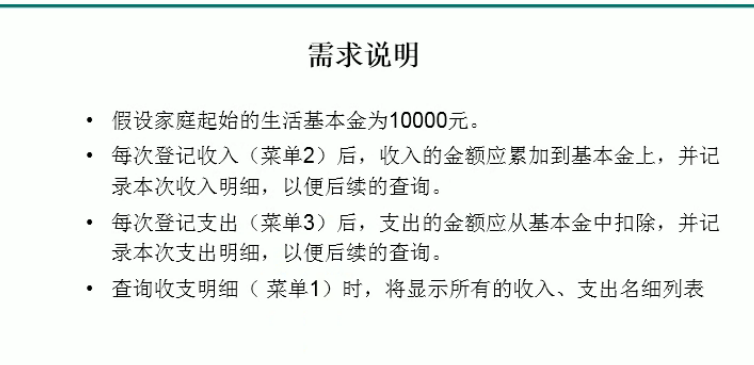 需求说明
• 假设家庭起始的生活基本金为10000元。
• 每次登记收入（菜单2）后，收入的金额应累加到基本金上，并记
录本次收入明细，以便后续的查询。
• 每次登记支出（菜单3）后，支出的金额应从基本金中扣除，并记
录本次支出明细，以便后续的查询。
• 查询收支明细（ 菜单1）时，将显示所有的收入、支出名细列表